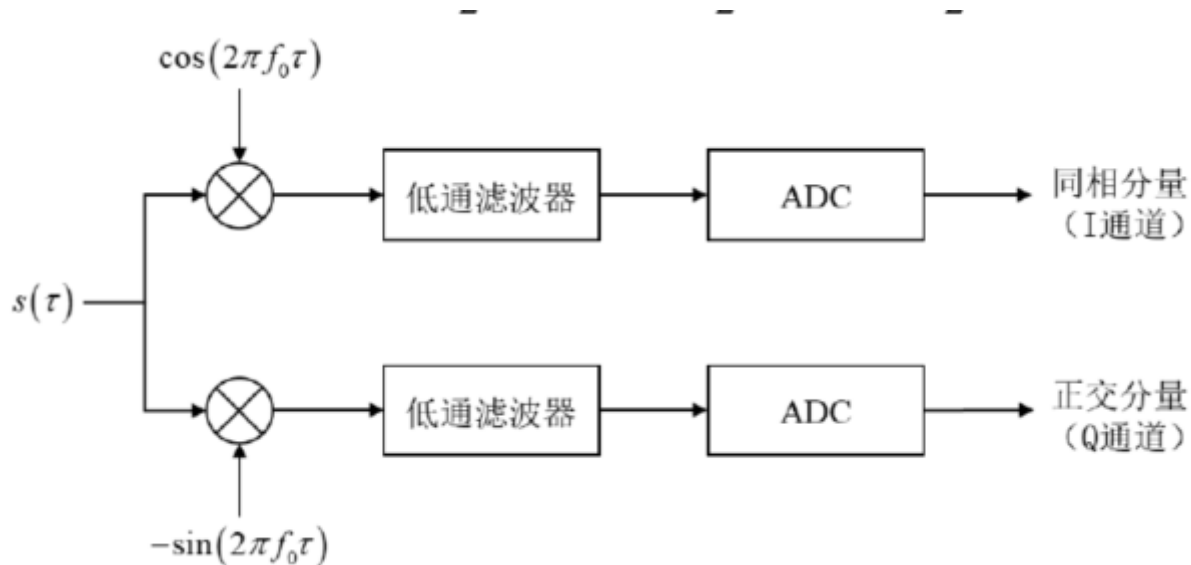 cos(2πf₀τ)
低通滤波器
ADC
同相分量
（I通道）
s(τ)
低通滤波器
ADC
正交分量
（Q通道）
−sin(2πf₀τ)